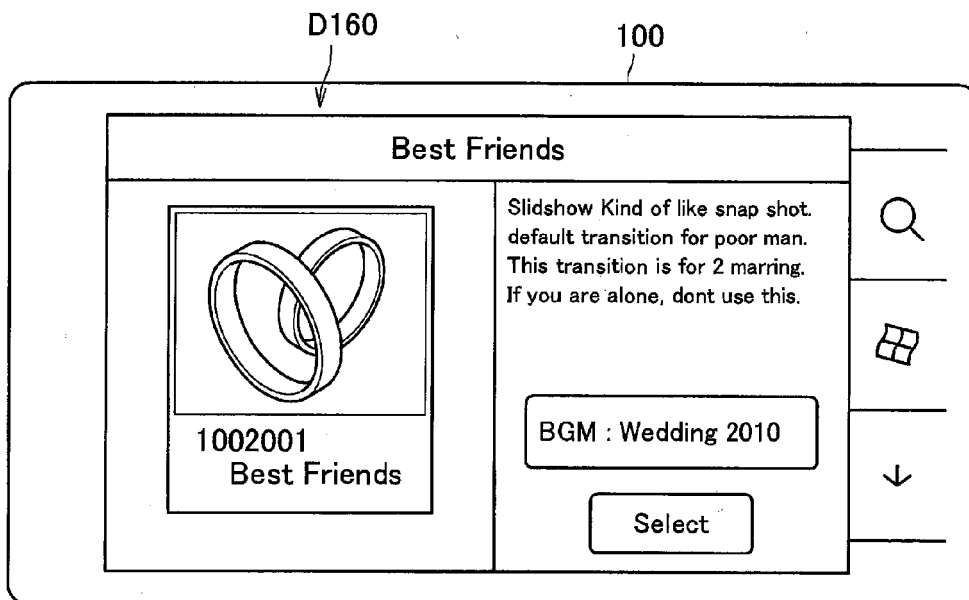 D160
100
Best Friends
1002001
Best Friends
Slidshow Kind of like snap shot.
default transition for poor man.
This transition is for 2 marring.
If you are alone, dont use this.
BGM : Wedding 2010
Select